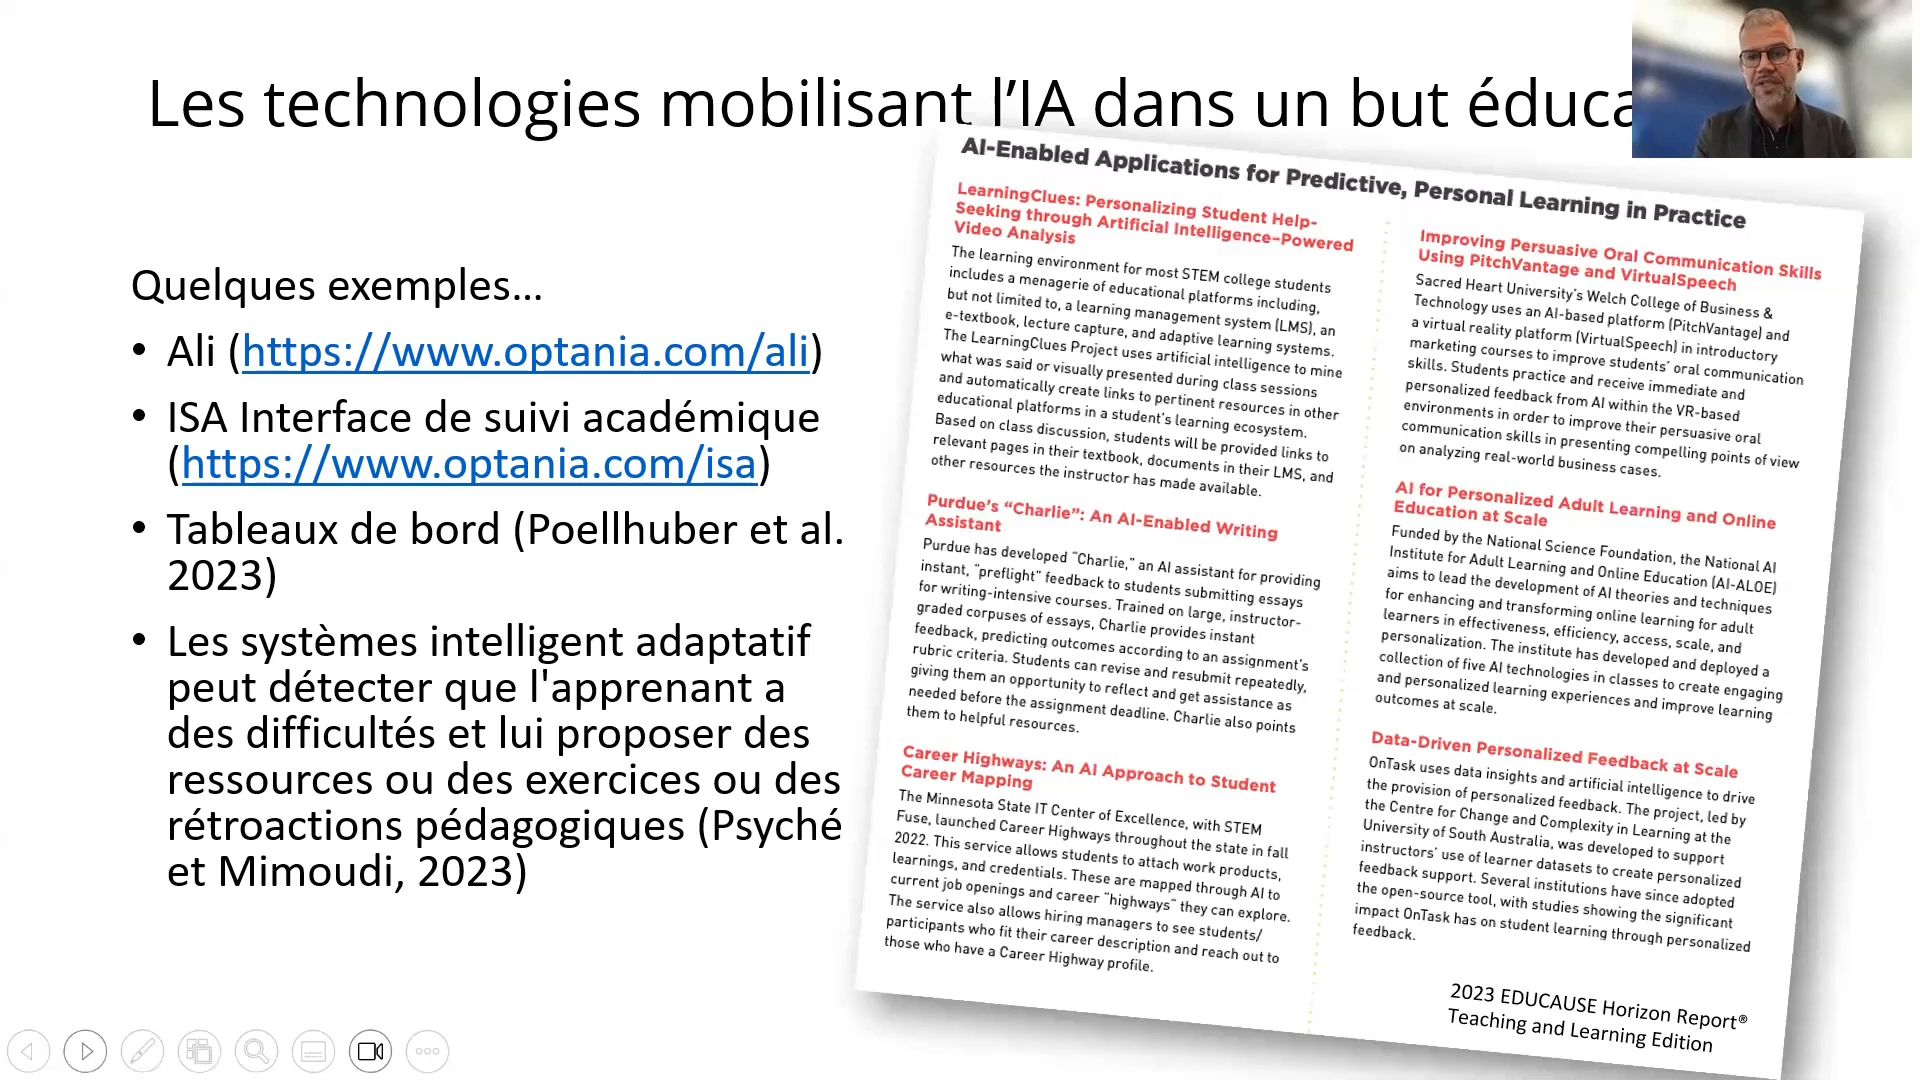 Les technologies mobilisant l’IA dans un but éduca
Quelques exemples…
• Ali (https://www.optania.com/ali)
• ISA Interface de suivi académique
(https://www.optania.com/isa)
• Tableaux de bord (Poellhuber et al.
2023)
• Les systèmes intelligent adaptatif
peut détecter que l'apprenant a
des difficultés et lui proposer des
ressources ou des exercices ou des
rétroactions pédagogiques (Psyché
et Mimoudi, 2023)
AI-Enabled Applications for Predictive, Personal Learning in Practice
LearningClues: Personalizing Student Help-
Seeking through Artificial Intelligence–Powered
Video Analysis
The learning environment for most STEM college students
includes a menagerie of educational platforms including,
but not limited to, a learning management system (LMS), an
e-textbook, lecture capture, and adaptive learning systems.
The LearningClues Project uses artificial intelligence to mine
what was said or visually presented during class sessions
and automatically create links to pertinent resources in other
educational platforms in a student’s learning ecosystem.
Based on class discussion, students will be provided links to
relevant pages in their textbook, documents in their LMS, and
other resources the instructor has made available.
Purdue’s “Charlie”: An AI-Enabled Writing
Assistant
Purdue has developed “Charlie,” an AI assistant for providing
instant, “preflight” feedback to students submitting essays
for writing-intensive courses. Trained on large, instructor-
graded corpuses of essays, Charlie provides instant
feedback, predicting outcomes according to an assignment’s
rubric criteria. Students can revise and resubmit repeatedly,
giving them an opportunity to reflect and get assistance as
needed before the assignment deadline. Charlie also points
them to helpful resources.
Career Highways: An AI Approach to Student
Career Mapping
The Minnesota State IT Center of Excellence, with STEM
Fuse, launched Career Highways throughout the state in fall
2022. This service allows students to attach work products,
learnings, and credentials. These are mapped through AI to
current job openings and career “highways” they can explore.
The service also allows hiring managers to see students/
participants who fit their career description and reach out to
those who have a Career Highway profile.
Improving Persuasive Oral Communication Skills
Using PitchVantage and VirtualSpeech
Sacred Heart University’s Welch College of Business &
Technology uses an AI-based platform (PitchVantage) and
a virtual reality platform (VirtualSpeech) in introductory
marketing courses to improve students’ oral communication
skills. Students practice and receive immediate and
personalized feedback from AI within the VR-based
environments in order to improve their persuasive oral
communication skills in presenting compelling points of view
on analyzing real-world business cases.
AI for Personalized Adult Learning and Online
Education at Scale
Funded by the National Science Foundation, the National AI
Institute for Adult Learning and Online Education (AI-ALOE)
aims to lead the development of AI theories and techniques
for enhancing and transforming online learning for adult
learners in effectiveness, efficiency, access, scale, and
personalization. The institute has developed and deployed a
collection of five AI technologies in classes to create engaging
and personalized learning experiences and improve learning
outcomes at scale.
Data-Driven Personalized Feedback at Scale
OnTask uses data insights and artificial intelligence to drive
the provision of personalized feedback. The project, led by
the Centre for Change and Complexity in Learning at the
University of South Australia, was developed to support
instructors’ use of learner datasets to create personalized
feedback support. Several institutions have since adopted
the open-source tool, with studies showing the significant
impact OnTask has on student learning through personalized
feedback.
2023 EDUCAUSE Horizon Report®
Teaching and Learning Edition